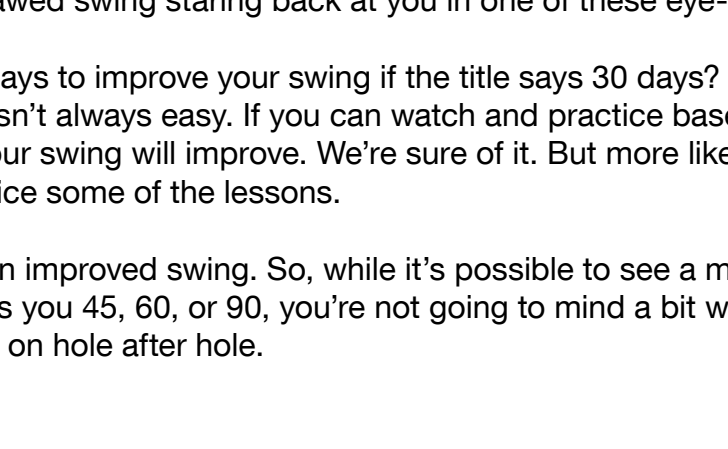 awed swing staring back at you in one of these eye-
ays to improve your swing if the title says 30 days?
sn’t always easy. If you can watch and practice bas
our swing will improve. We’re sure of it. But more like
ice some of the lessons.
n improved swing. So, while it’s possible to see a m
s you 45, 60, or 90, you’re not going to mind a bit w
on hole after hole.